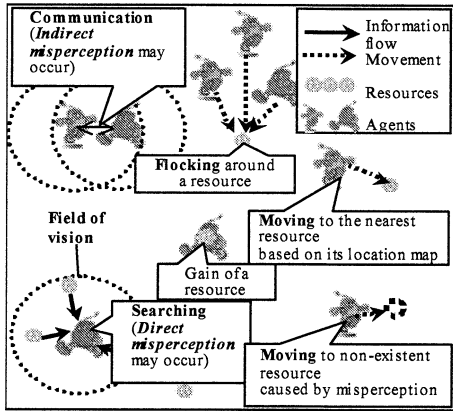 Communication
(Indirect
misperception may
occur)
Information
flow
Movement
Resources
Agents
Flocking around
a resource
Field of
vision
Moving to the nearest
resource
based on its location map
Gain of a
resource
Searching
(Direct
misperception
may occur)
Moving to non-existent
resource
caused by misperception